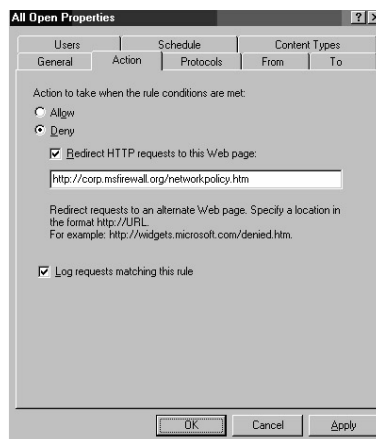 All Open Properties
Users Schedule Content Types
General Action Protocols From To
Action to take when the rule conditions are met:
Allow
Deny
Redirect HTTP requests to this Web page:
http://corp.msfirewall.org/networkpolicy.htm
Redirect requests to an alternate Web page. Specify a location in
the format http://URL.
For example: http://widgets.microsoft.com/denied.htm.
Log requests matching this rule
OK Cancel Apply